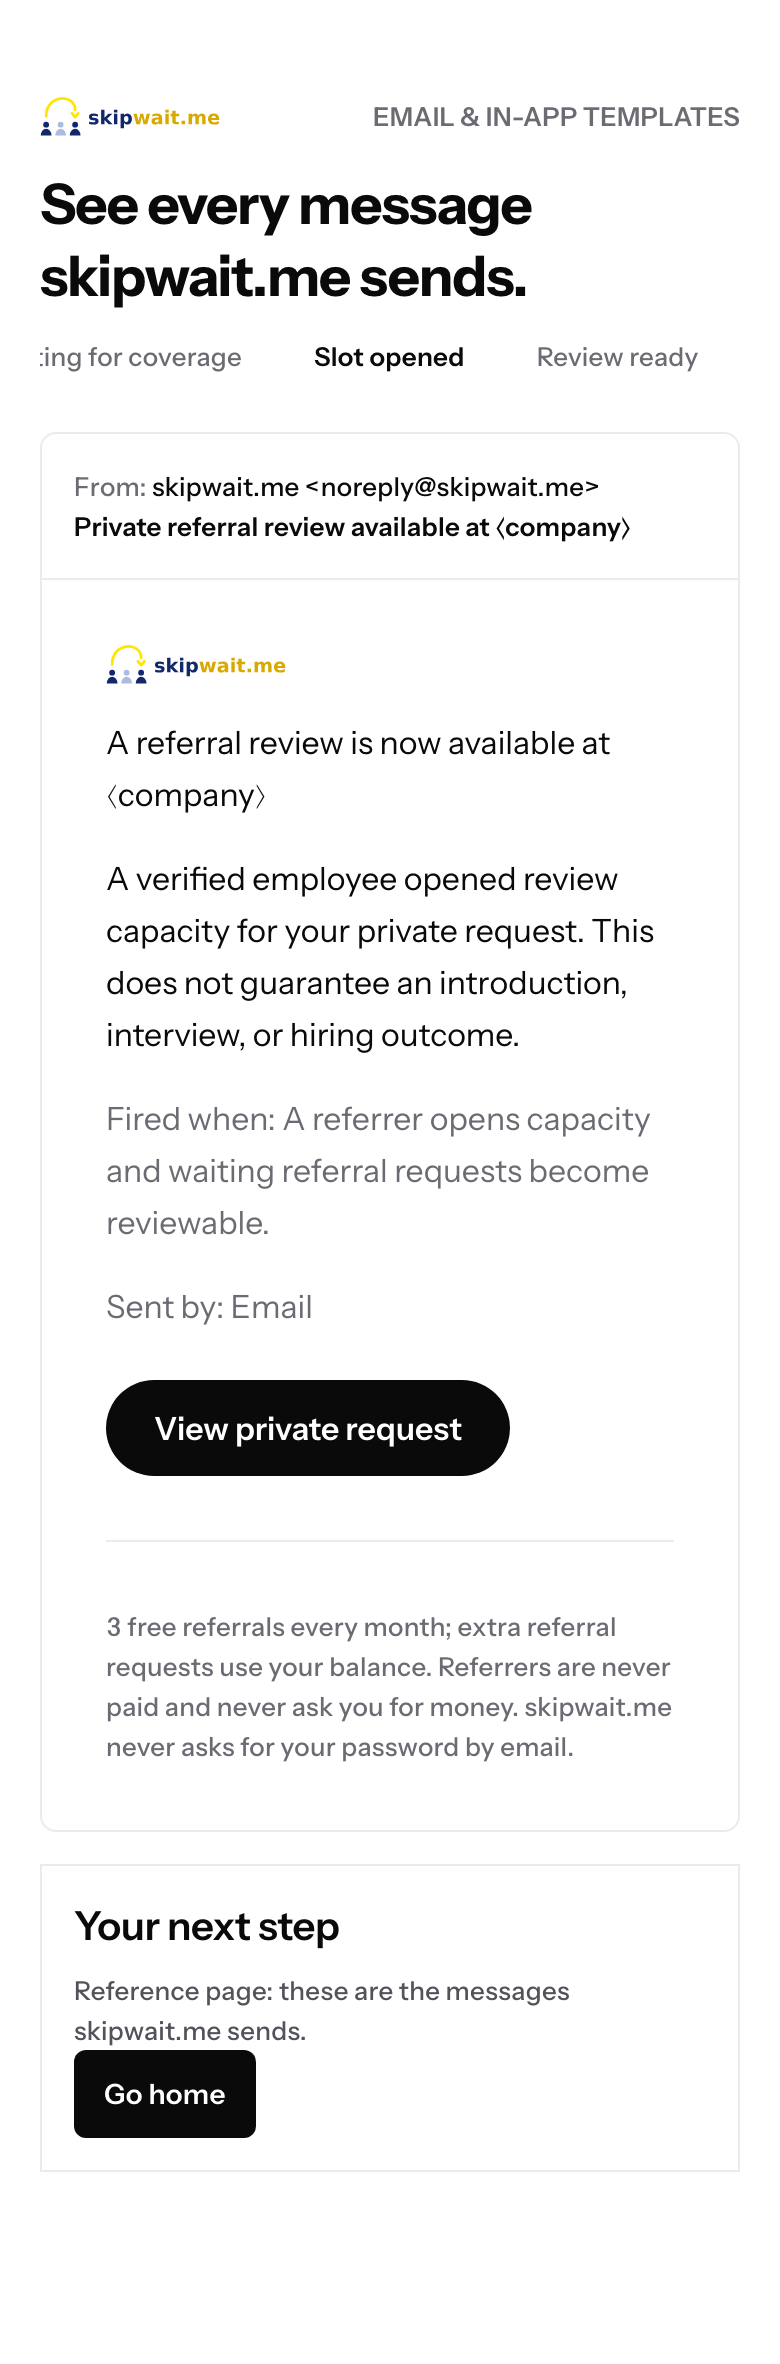 skipwait.me
EMAIL & IN-APP TEMPLATES
See every message
skipwait.me sends.
ting for coverage
Slot opened
Review ready
From: skipwait.me <noreply@skipwait.me>
Private referral review available at 〈company〉
skipwait.me
A referral review is now available at
〈company〉
A verified employee opened review
capacity for your private request. This
does not guarantee an introduction,
interview, or hiring outcome.
Fired when: A referrer opens capacity
and waiting referral requests become
reviewable.
Sent by: Email
View private request
3 free referrals every month; extra referral
requests use your balance. Referrers are never
paid and never ask you for money. skipwait.me
never asks for your password by email.
Your next step
Reference page: these are the messages
skipwait.me sends.
Go home